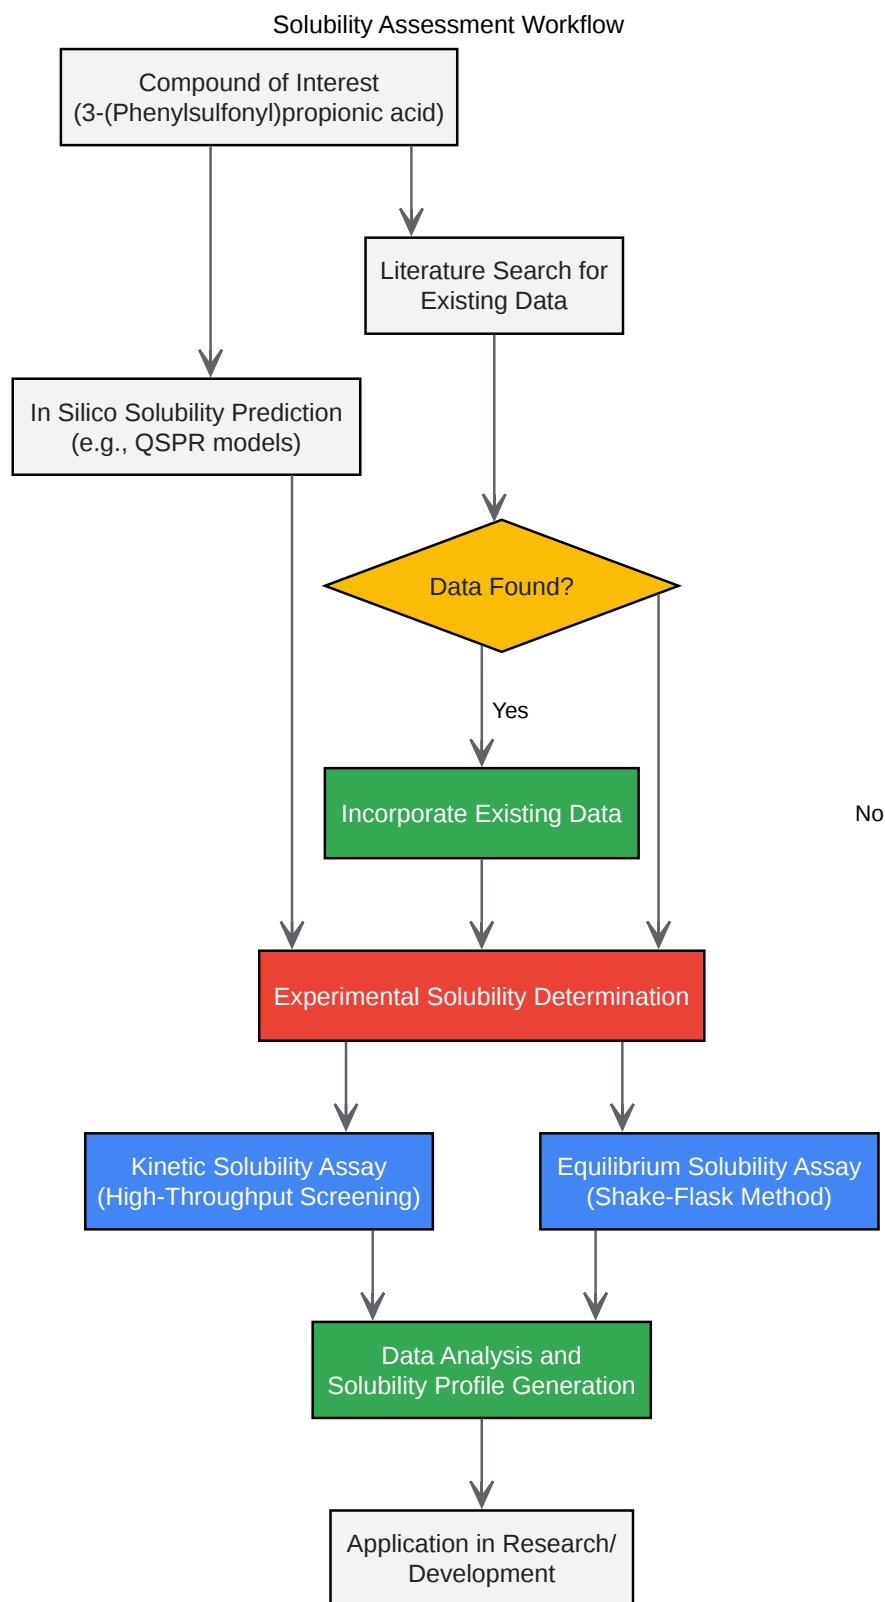 Solubility Assessment Workflow
Compound of Interest
(3-(Phenylsulfonyl)propionic acid)
Literature Search for
Existing Data
In Silico Solubility Prediction
(e.g., QSPR models)
Data Found?
Yes
Incorporate Existing Data
No
Experimental Solubility Determination
Kinetic Solubility Assay
(High-Throughput Screening)
Equilibrium Solubility Assay
(Shake-Flask Method)
Data Analysis and
Solubility Profile Generation
Application in Research/
Development